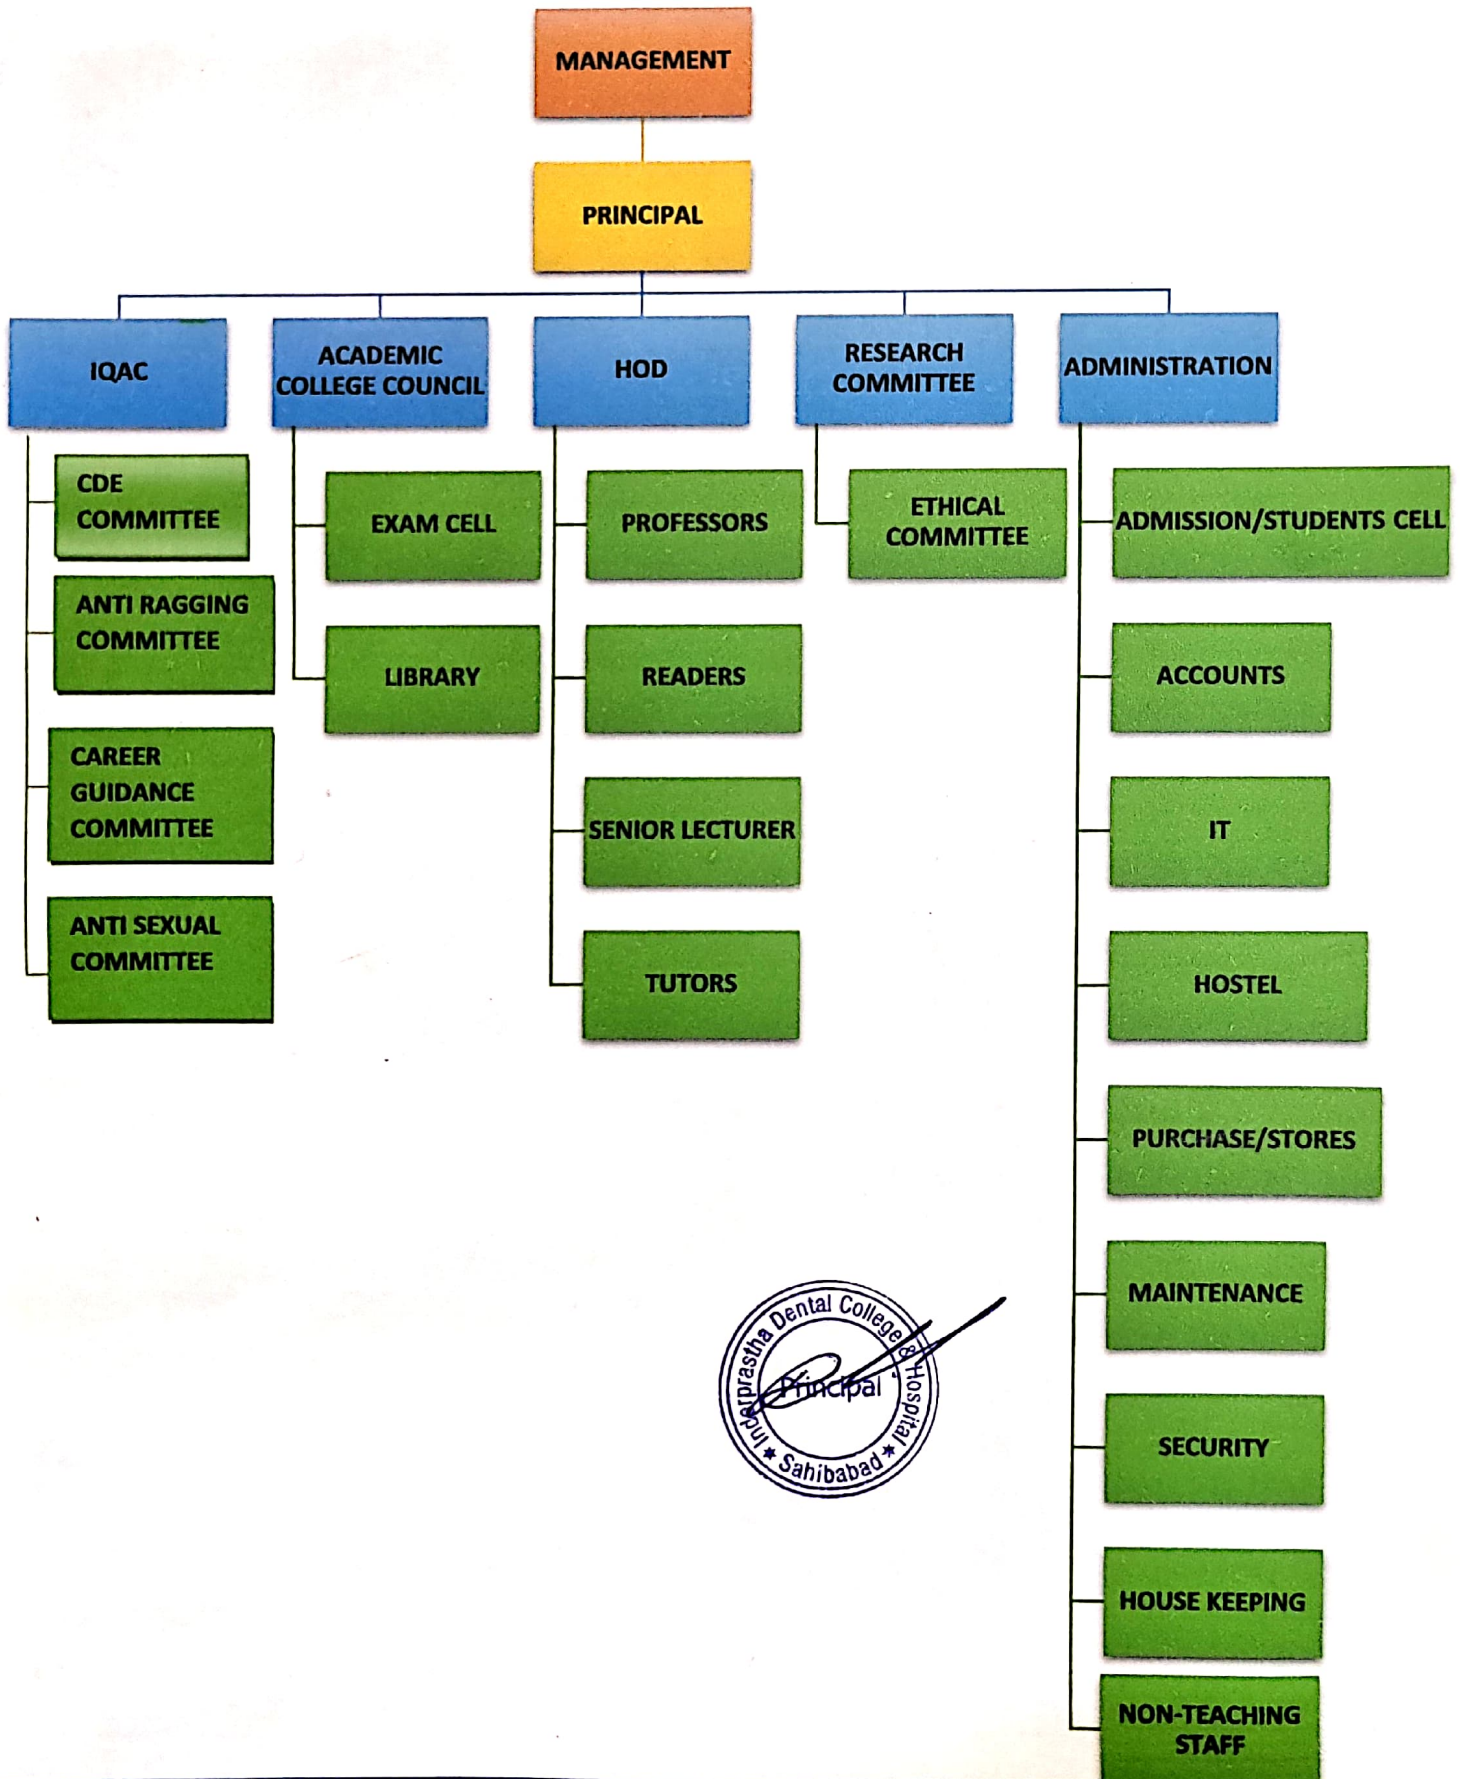 MANAGEMENT
PRINCIPAL
IQAC
ACADEMIC
COLLEGE COUNCIL
HOD
RESEARCH
COMMITTEE
ADMINISTRATION
CDE
COMMITTEE
ANTI RAGGING
COMMITTEE
CAREER
GUIDANCE
COMMITTEE
ANTI SEXUAL
COMMITTEE
EXAM CELL
LIBRARY
PROFESSORS
READERS
SENIOR LECTURER
TUTORS
ETHICAL
COMMITTEE
ADMISSION/STUDENTS CELL
ACCOUNTS
IT
HOSTEL
PURCHASE/STORES
MAINTENANCE
SECURITY
HOUSE KEEPING
NON-TEACHING
STAFF
Inderprastha Dental College & Hospital
Principal
★ Sahibabad ★